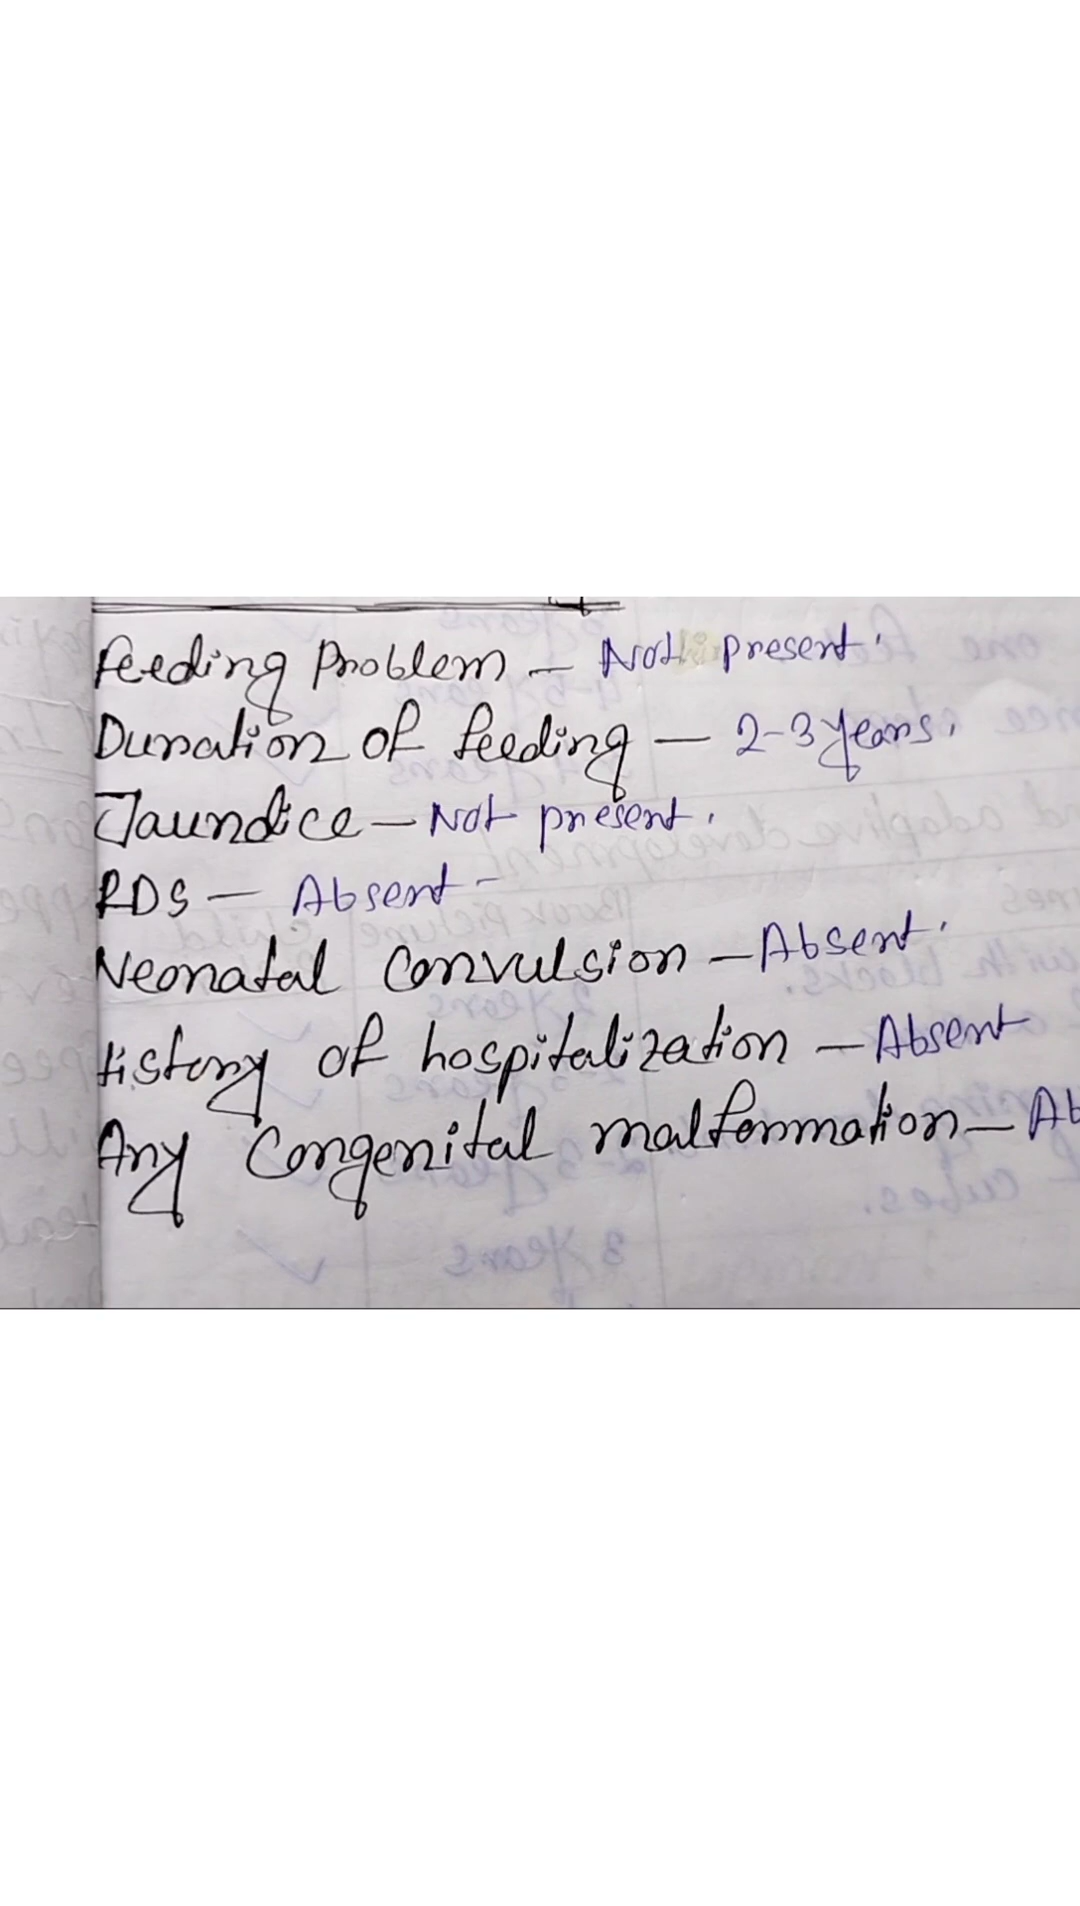 Feeding Problem – Not present.
Duration of feeding – 2-3 years.
Jaundice – Not present.
RDS – Absent –
Neonatal Convulsion – Absent.
History of hospitalization – Absent
Any Congenital malformation – Ab